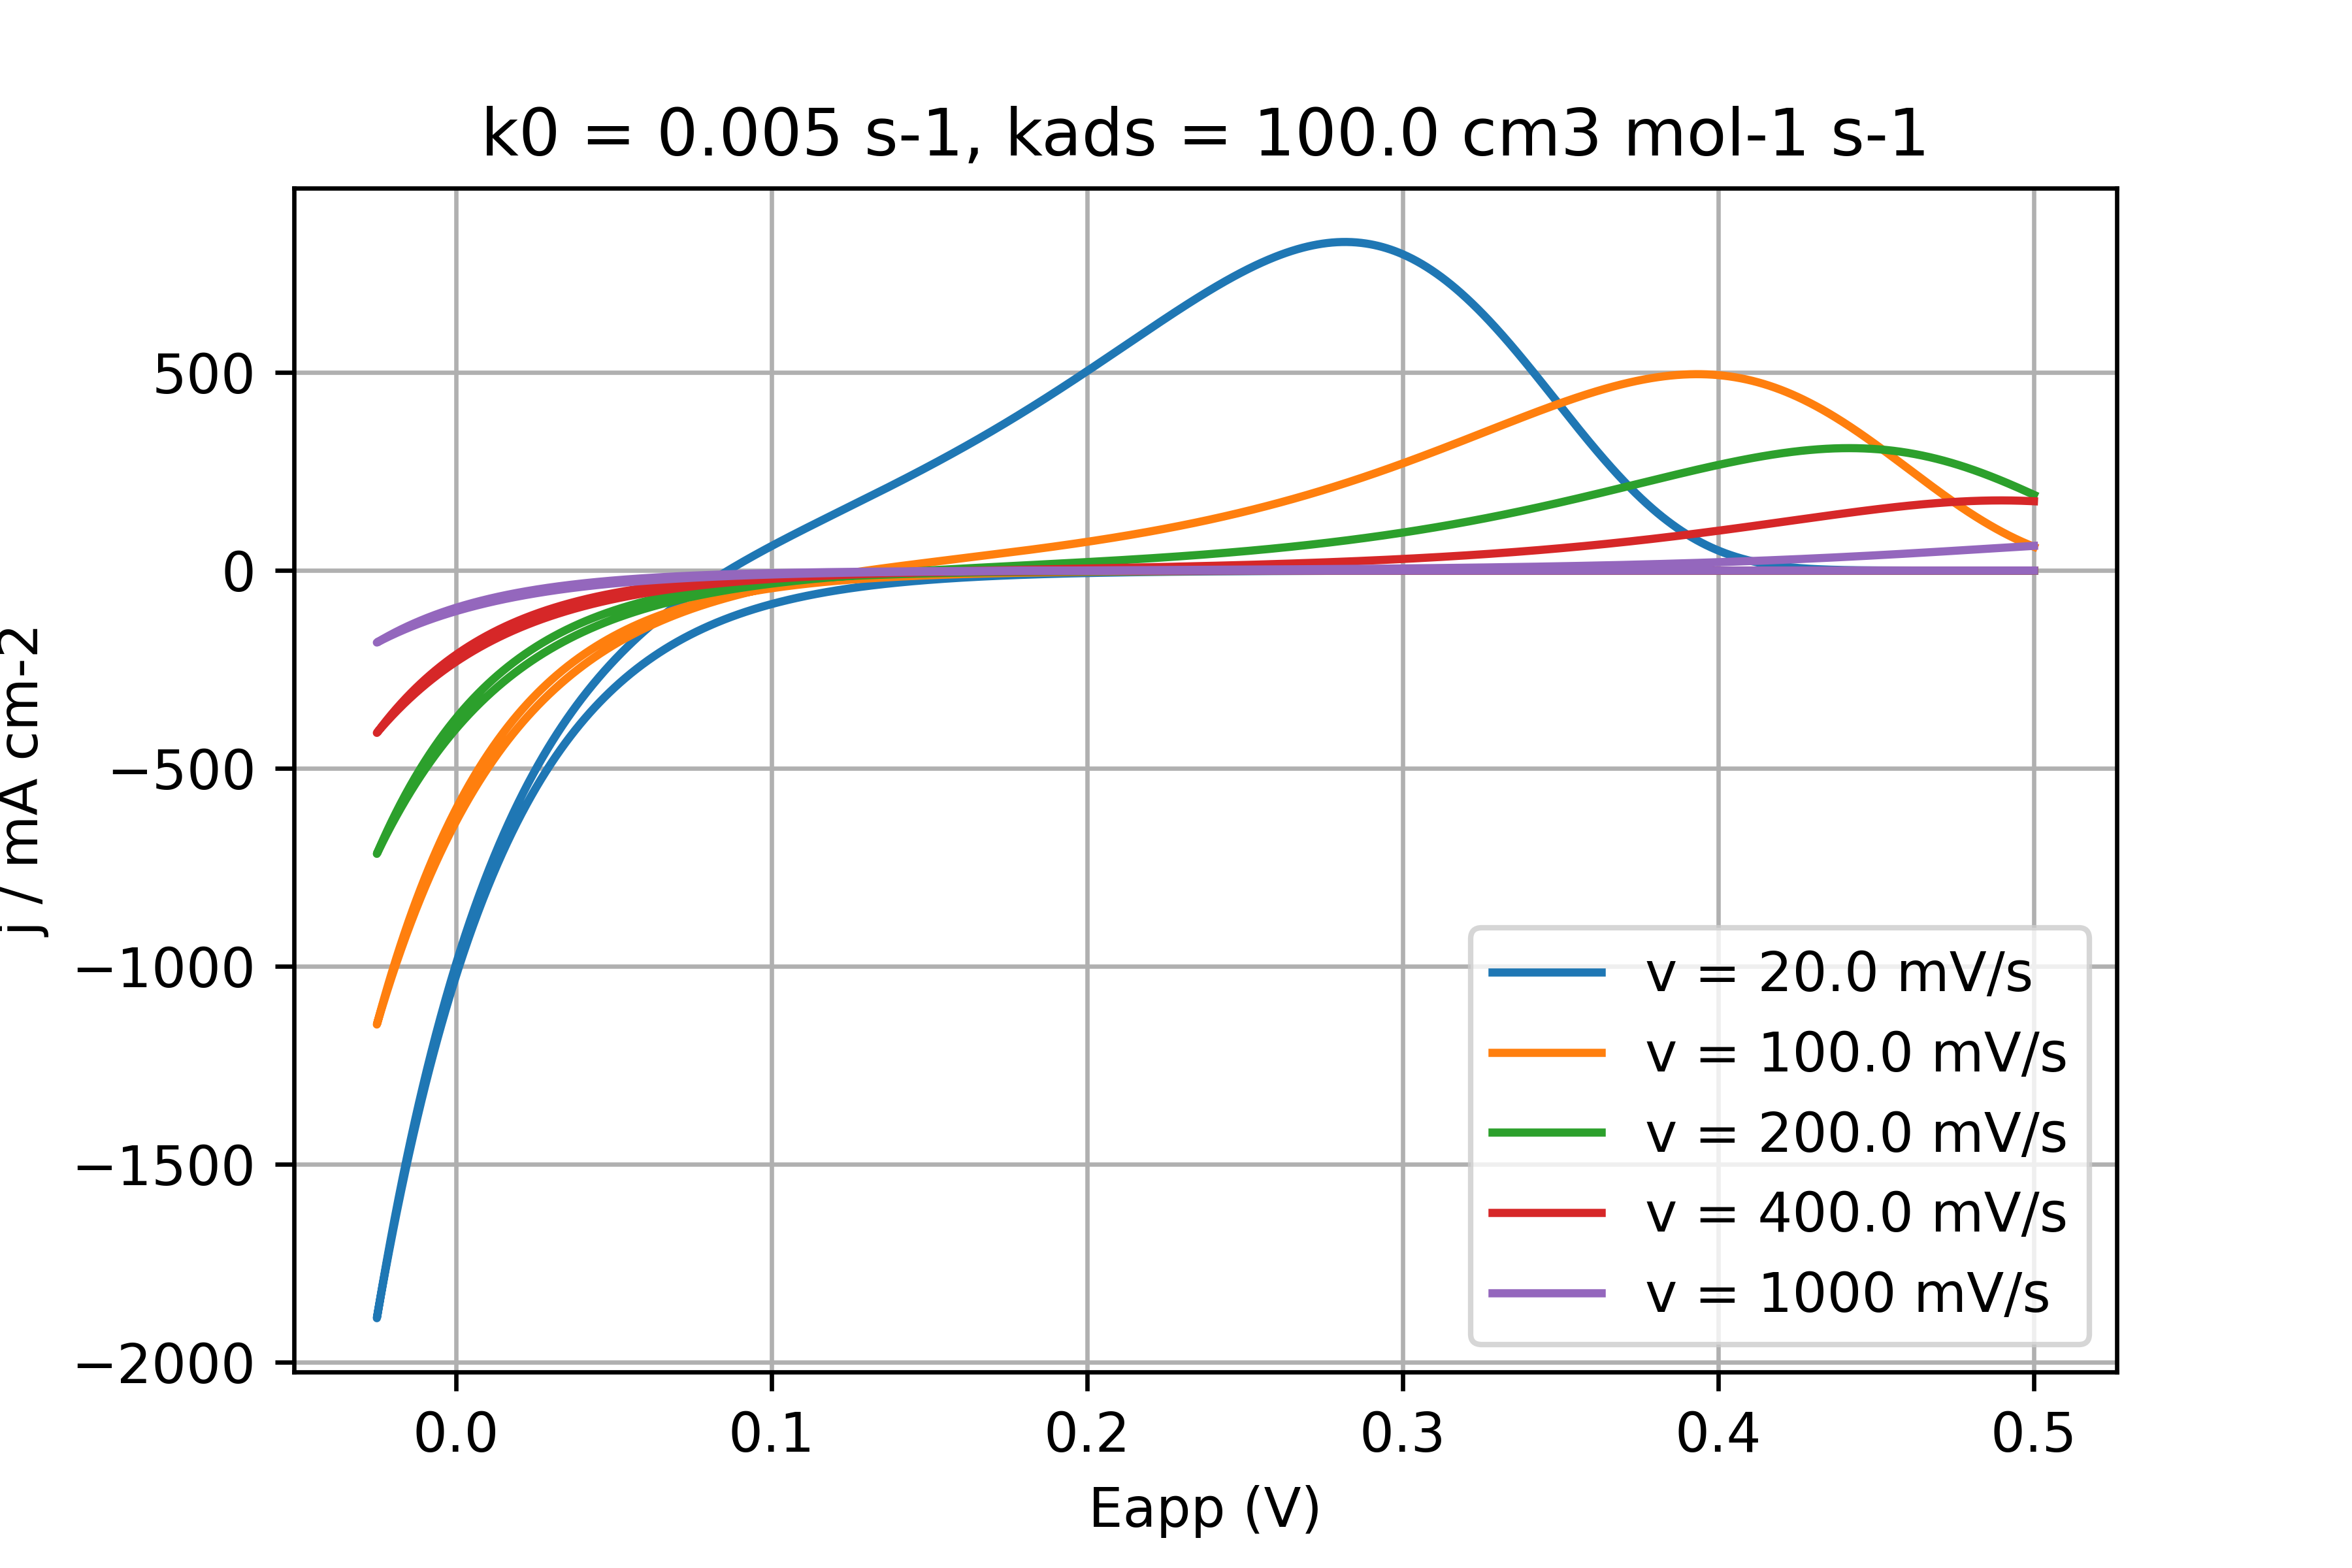 k0 = 0.005 s-1, kads = 100.0 cm3 mol-1 s-1
j / mA cm-2
500
0
−500
−1000
−1500
−2000
v = 20.0 mV/s
v = 100.0 mV/s
v = 200.0 mV/s
v = 400.0 mV/s
v = 1000 mV/s
0.0 0.1 0.2 0.3 0.4 0.5
Eapp (V)